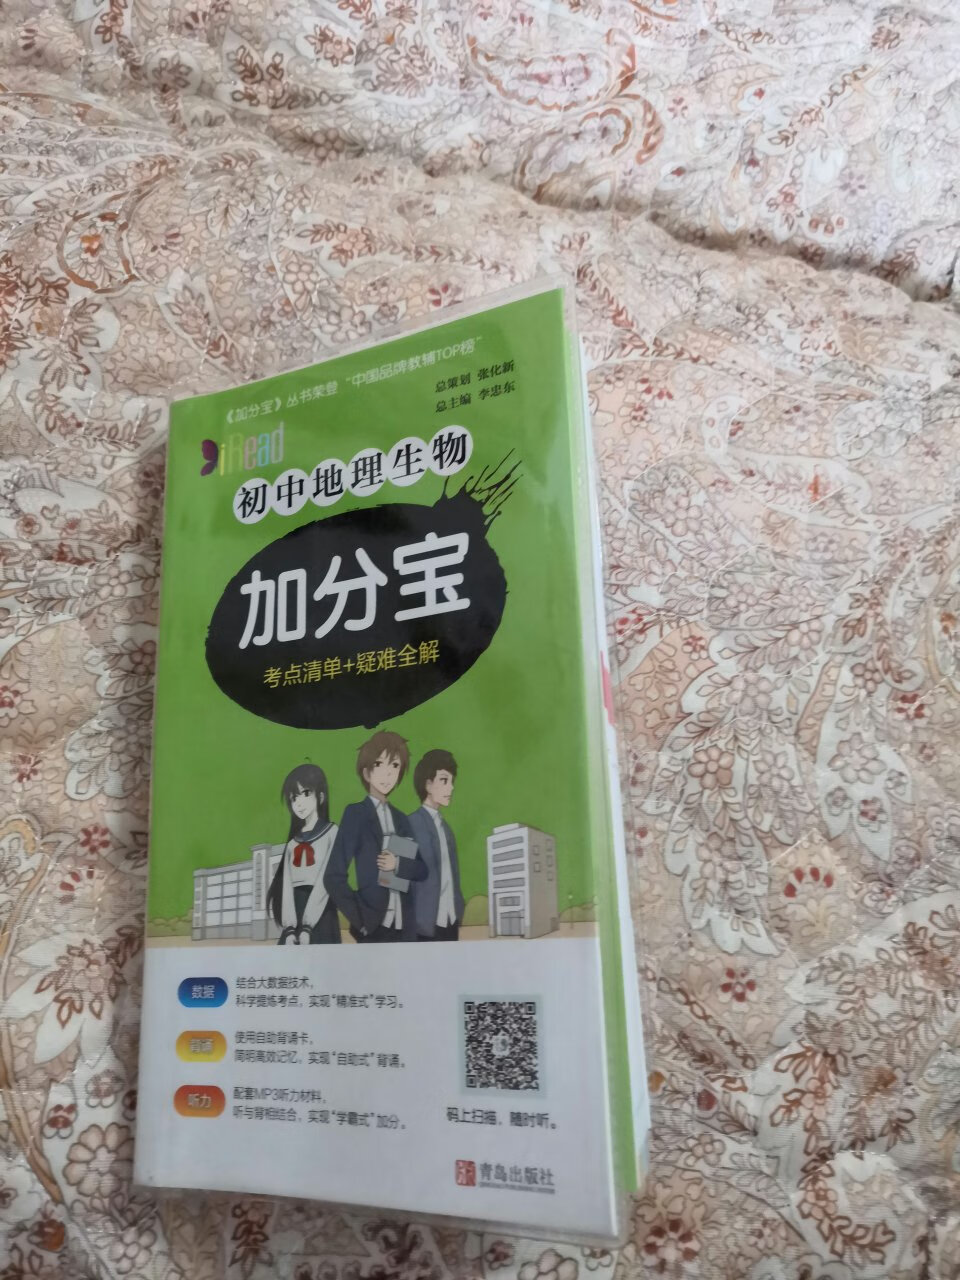 《加分宝》丛书荣登“中国品牌教辅TOP榜”
总策划 张化新
总主编 李忠东
iRead
初中地理生物
加分宝
考点清单+疑难全解
数据
结合大数据技术，
科学提炼考点，实现“精准式”学习。
背诵
使用自助背诵卡，
简明高效记忆，实现“自助式”背诵。
听力
配套MP3听力材料，
听与背相结合，实现“学霸式”加分。
码上扫描，随时听。
青岛出版社